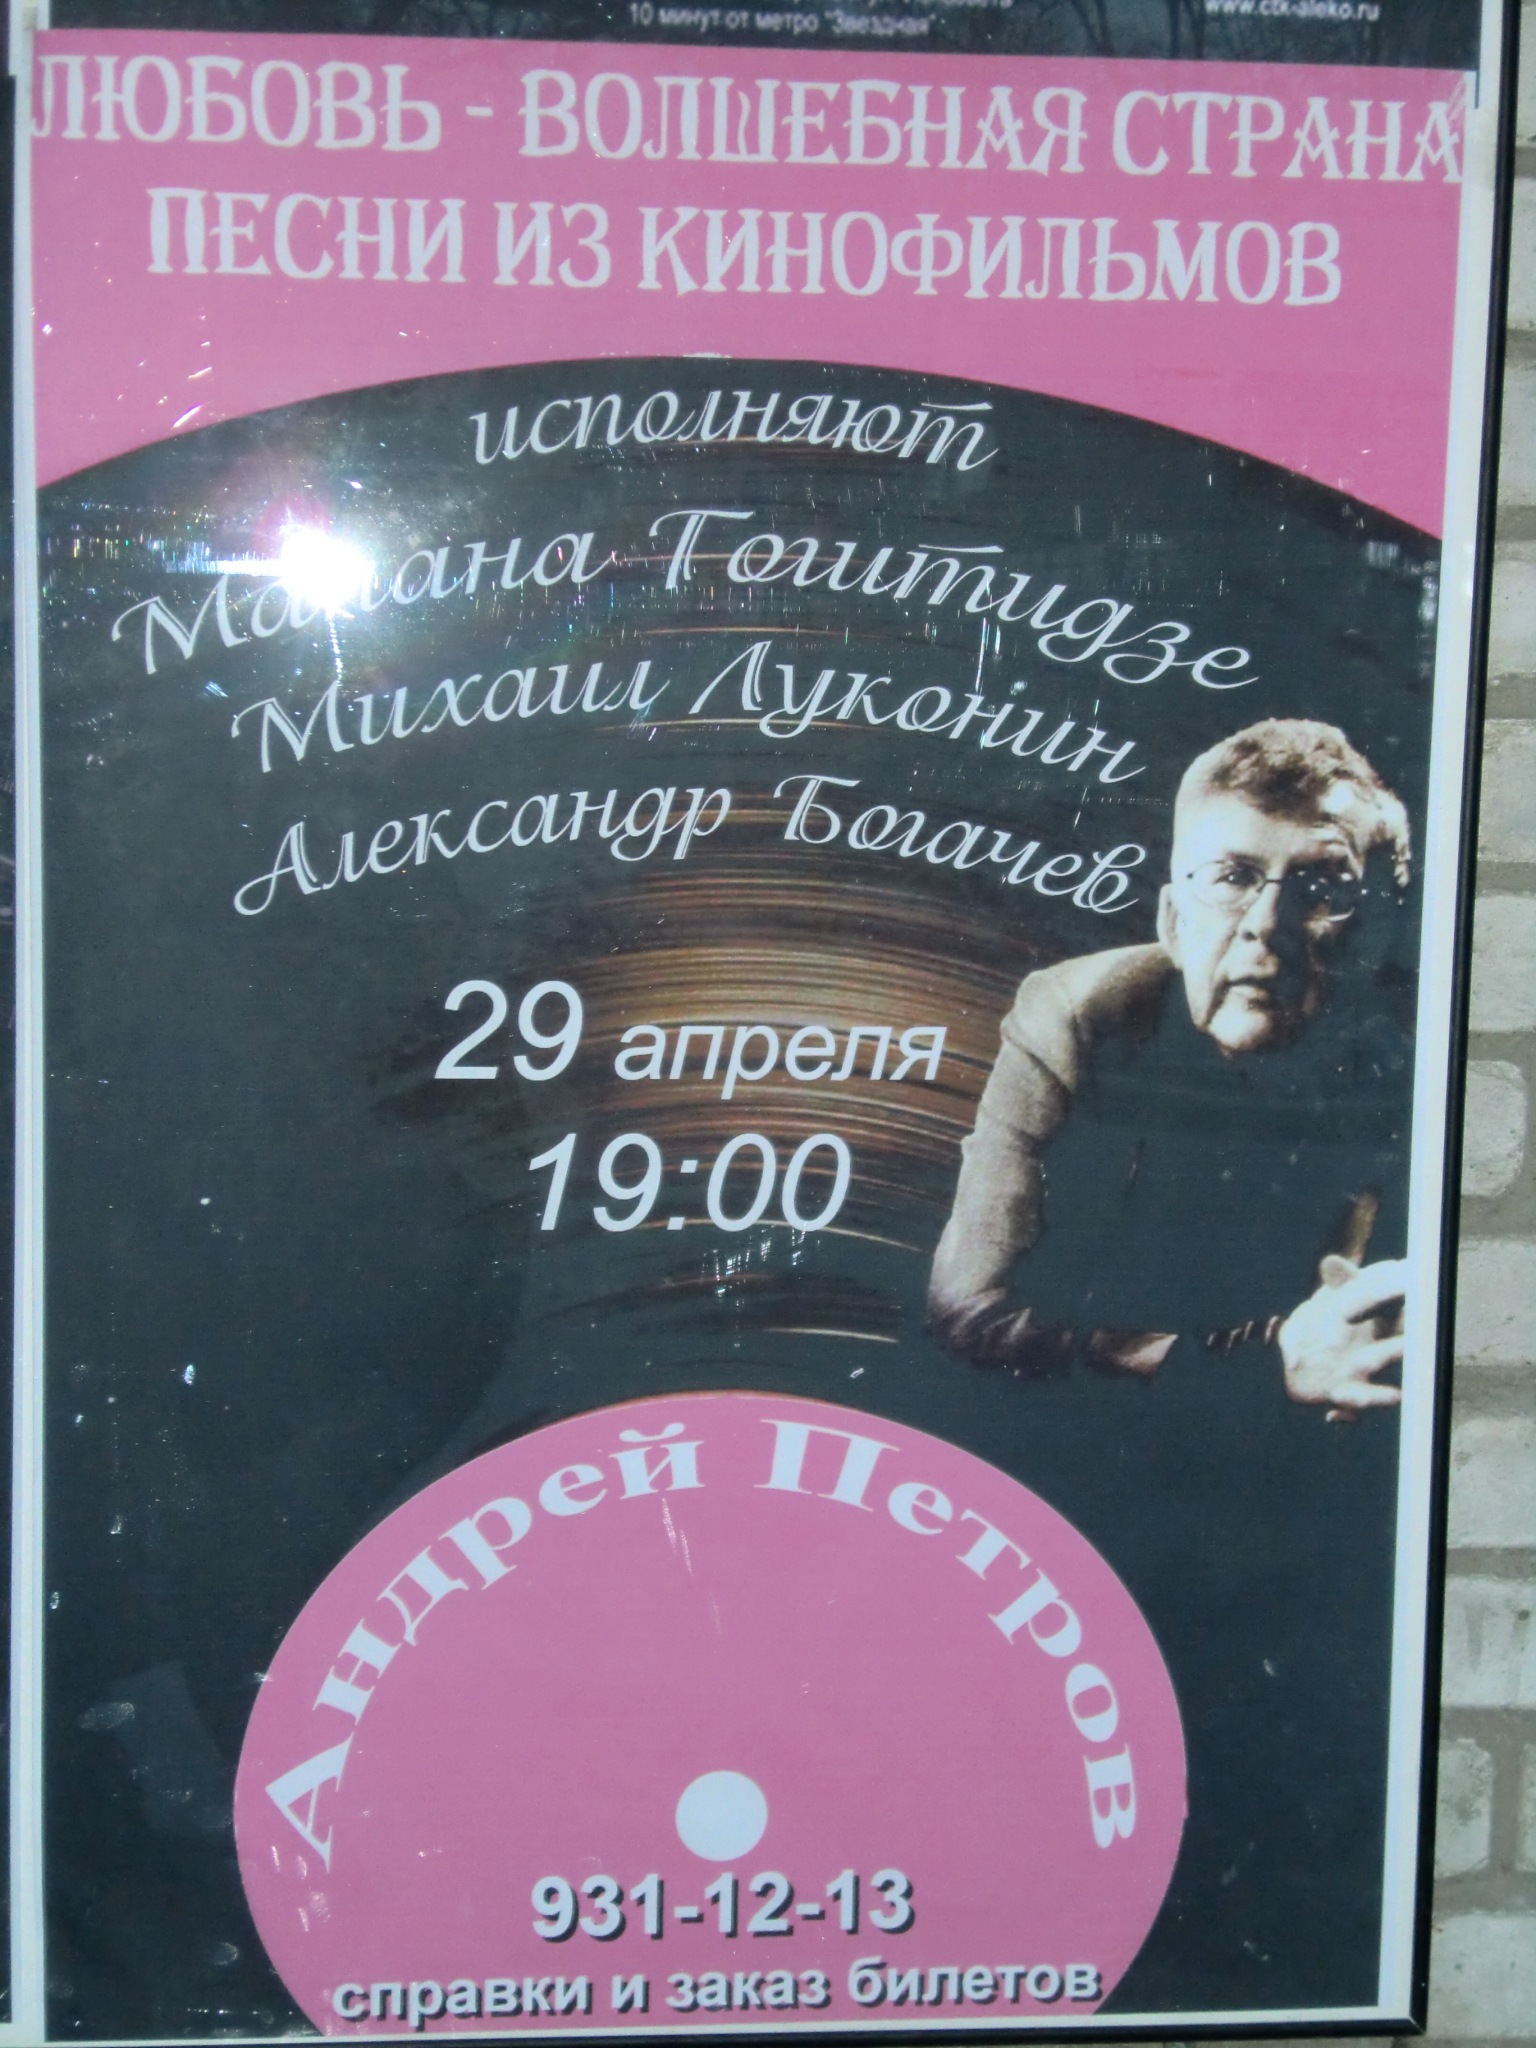 10 минут от метро "Звездная"
www.ctk-aleko.ru
ЛЮБОВЬ - ВОЛШЕБНАЯ СТРАНА
ПЕСНИ ИЗ КИНОФИЛЬМОВ
исполняют
Гогитидзе
Михаил Луконин
Александр Богачев
29 апреля
19:00
Андрей Петров
931-12-13
справки и заказ билетов